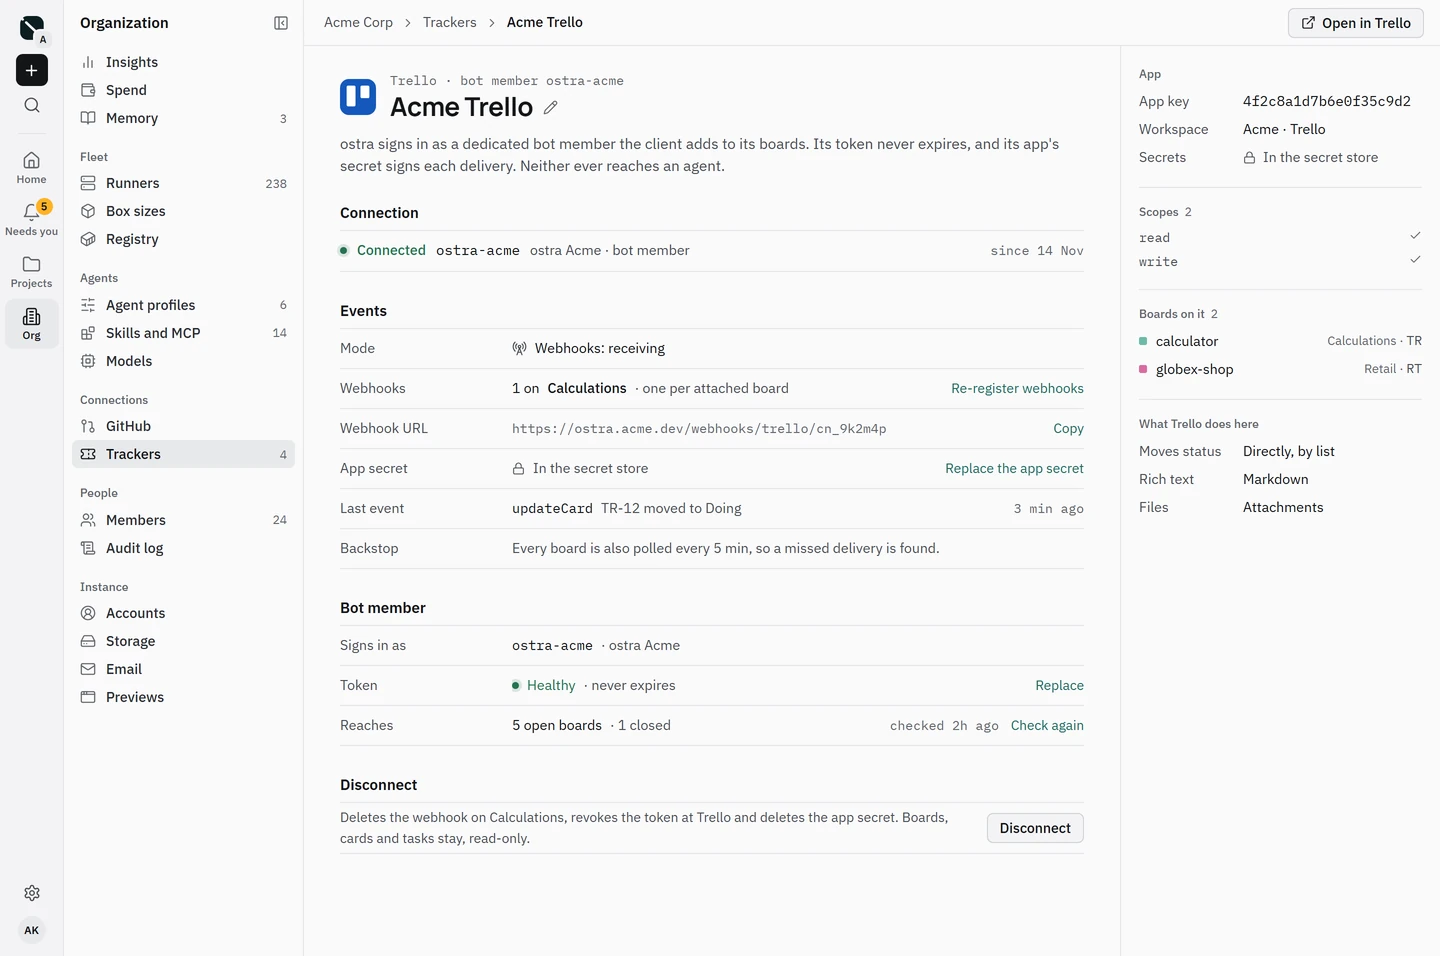 A
Home
5
Needs you
Projects
Org
AK
Organization
Insights
Spend
Memory 3
Fleet
Runners 238
Box sizes
Registry
Agents
Agent profiles 6
Skills and MCP 14
Models
Connections
GitHub
Trackers 4
People
Members 24
Audit log
Instance
Accounts
Storage
Email
Previews
Acme Corp > Trackers > Acme Trello
Open in Trello
Trello · bot member ostra-acme
Acme Trello
ostra signs in as a dedicated bot member the client adds to its boards. Its token never expires, and its app's
secret signs each delivery. Neither ever reaches an agent.
Connection
Connected ostra-acme ostra Acme · bot member since 14 Nov
Events
Mode Webhooks: receiving
Webhooks 1 on Calculations · one per attached board Re-register webhooks
Webhook URL https://ostra.acme.dev/webhooks/trello/cn_9k2m4p Copy
App secret In the secret store Replace the app secret
Last event updateCard TR-12 moved to Doing 3 min ago
Backstop Every board is also polled every 5 min, so a missed delivery is found.
Bot member
Signs in as ostra-acme · ostra Acme
Token Healthy · never expires Replace
Reaches 5 open boards · 1 closed checked 2h ago Check again
Disconnect
Deletes the webhook on Calculations, revokes the token at Trello and deletes the app secret. Boards,
cards and tasks stay, read-only.
Disconnect
App
App key 4f2c8a1d7b6e0f35c9d2
Workspace Acme · Trello
Secrets In the secret store
Scopes 2
read
write
Boards on it 2
calculator Calculations · TR
globex-shop Retail · RT
What Trello does here
Moves status Directly, by list
Rich text Markdown
Files Attachments